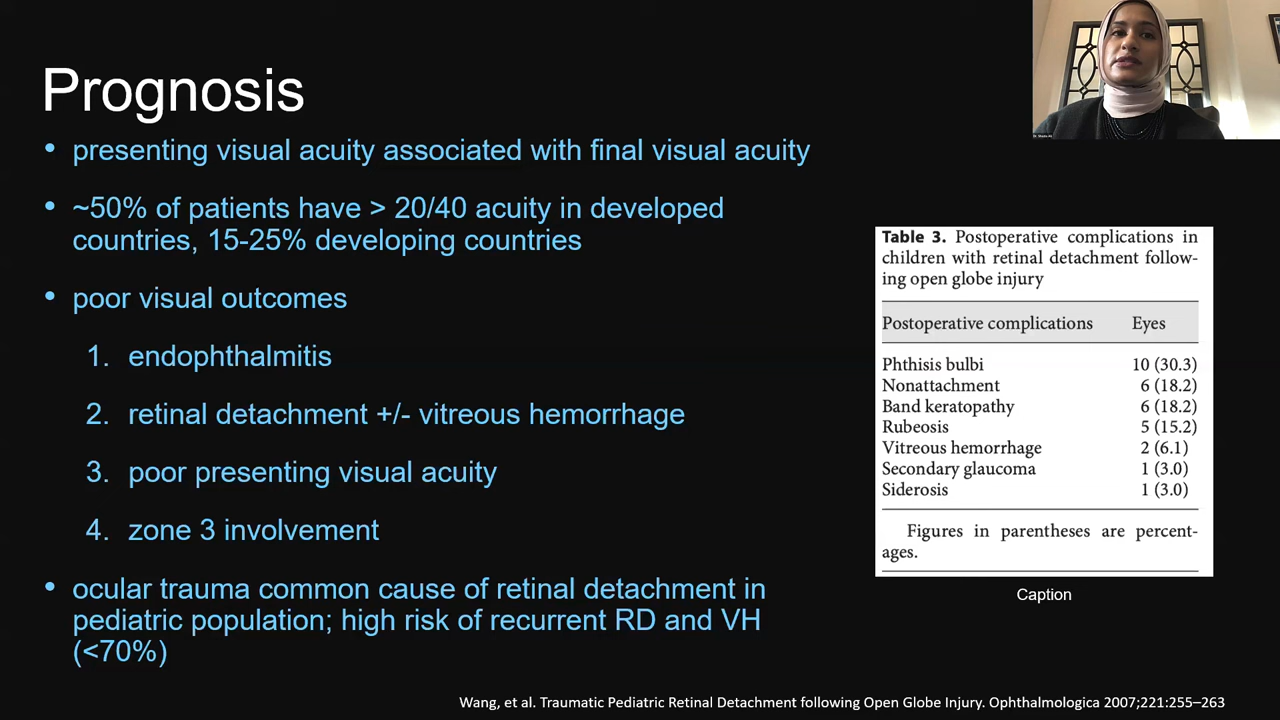 Prognosis
• presenting visual acuity associated with final visual acuity
• ~50% of patients have > 20/40 acuity in developed
countries, 15-25% developing countries
• poor visual outcomes
1. endophthalmitis
2. retinal detachment +/- vitreous hemorrhage
3. poor presenting visual acuity
4. zone 3 involvement
• ocular trauma common cause of retinal detachment in
pediatric population; high risk of recurrent RD and VH
(<70%)
Table 3. Postoperative complications in
children with retinal detachment follow-
ing open globe injury
Postoperative complications Eyes
Phthisis bulbi 10 (30.3)
Nonattachment 6 (18.2)
Band keratopathy 6 (18.2)
Rubeosis 5 (15.2)
Vitreous hemorrhage 2 (6.1)
Secondary glaucoma 1 (3.0)
Siderosis 1 (3.0)
Figures in parentheses are percent-
ages.
Caption
Wang, et al. Traumatic Pediatric Retinal Detachment following Open Globe Injury. Ophthalmologica 2007;221:255–263